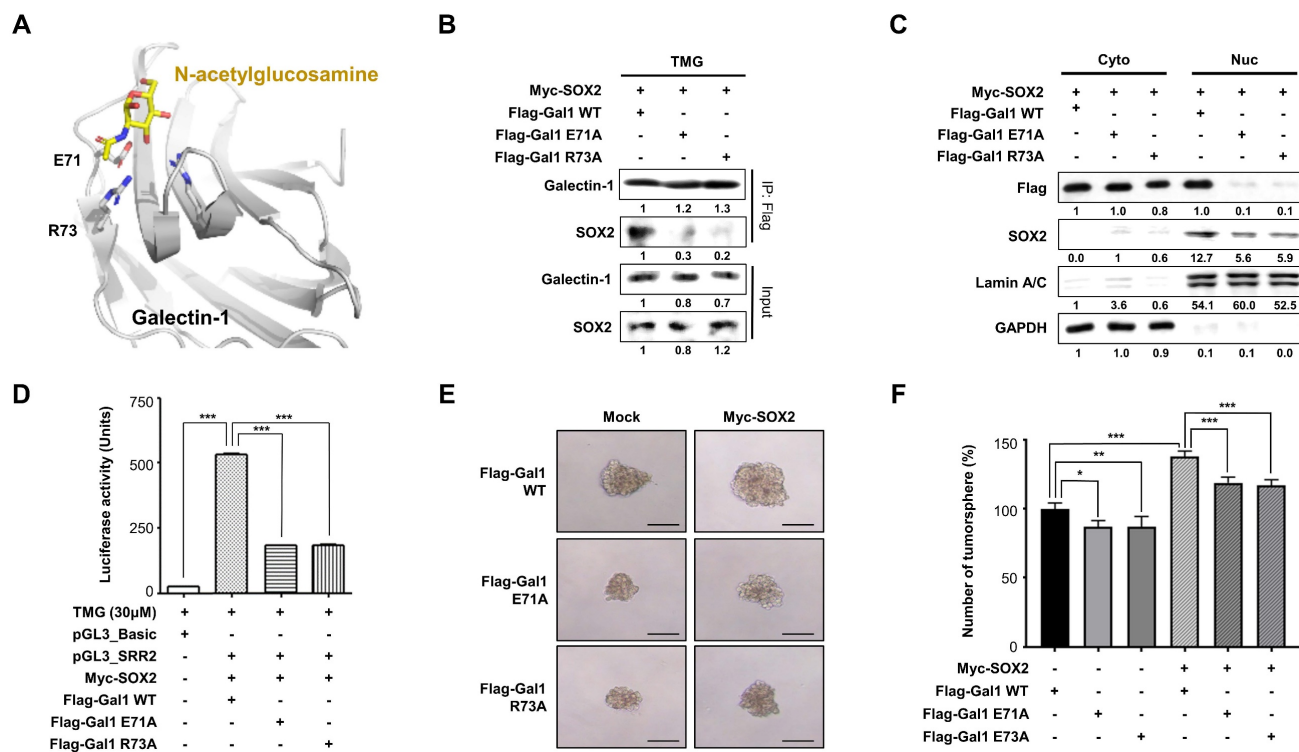 A
N-acetylglucosamine
E71
R73
Galectin-1
B
TMG
Myc-SOX2 + + +
Flag-Gal1 WT + - -
Flag-Gal1 E71A - + -
Flag-Gal1 R73A - - +
Galectin-1
1 1.2 1.3
SOX2
1 0.3 0.2
IP: Flag
Galectin-1
1 0.8 0.7
SOX2
1 0.8 1.2
Input
C
Cyto Nuc
Myc-SOX2 + + + + + +
Flag-Gal1 WT + - - + - -
Flag-Gal1 E71A - + - - + -
Flag-Gal1 R73A - - + - - +
Flag
1 1.0 0.8 1.0 0.1 0.1
SOX2
0.0 1 0.6 12.7 5.6 5.9
Lamin A/C
1 3.6 0.6 54.1 60.0 52.5
GAPDH
1 1.0 0.9 0.1 0.1 0.0
D
Luciferase activity (Units)
750
500
250
0
*** *** ***
TMG (30µM) + + + +
pGL3_Basic + - - -
pGL3_SRR2 - + + +
Myc-SOX2 - + + +
Flag-Gal1 WT - + - -
Flag-Gal1 E71A - - + -
Flag-Gal1 R73A - - - +
E
Mock Myc-SOX2
Flag-Gal1
WT
Flag-Gal1
E71A
Flag-Gal1
R73A
F
Number of tumorsphere (%)
150
100
50
0
***
***
***
**
*
Myc-SOX2 - - - + + +
Flag-Gal1 WT + - - + - -
Flag-Gal1 E71A - + - - + -
Flag-Gal1 E73A - - + - - +